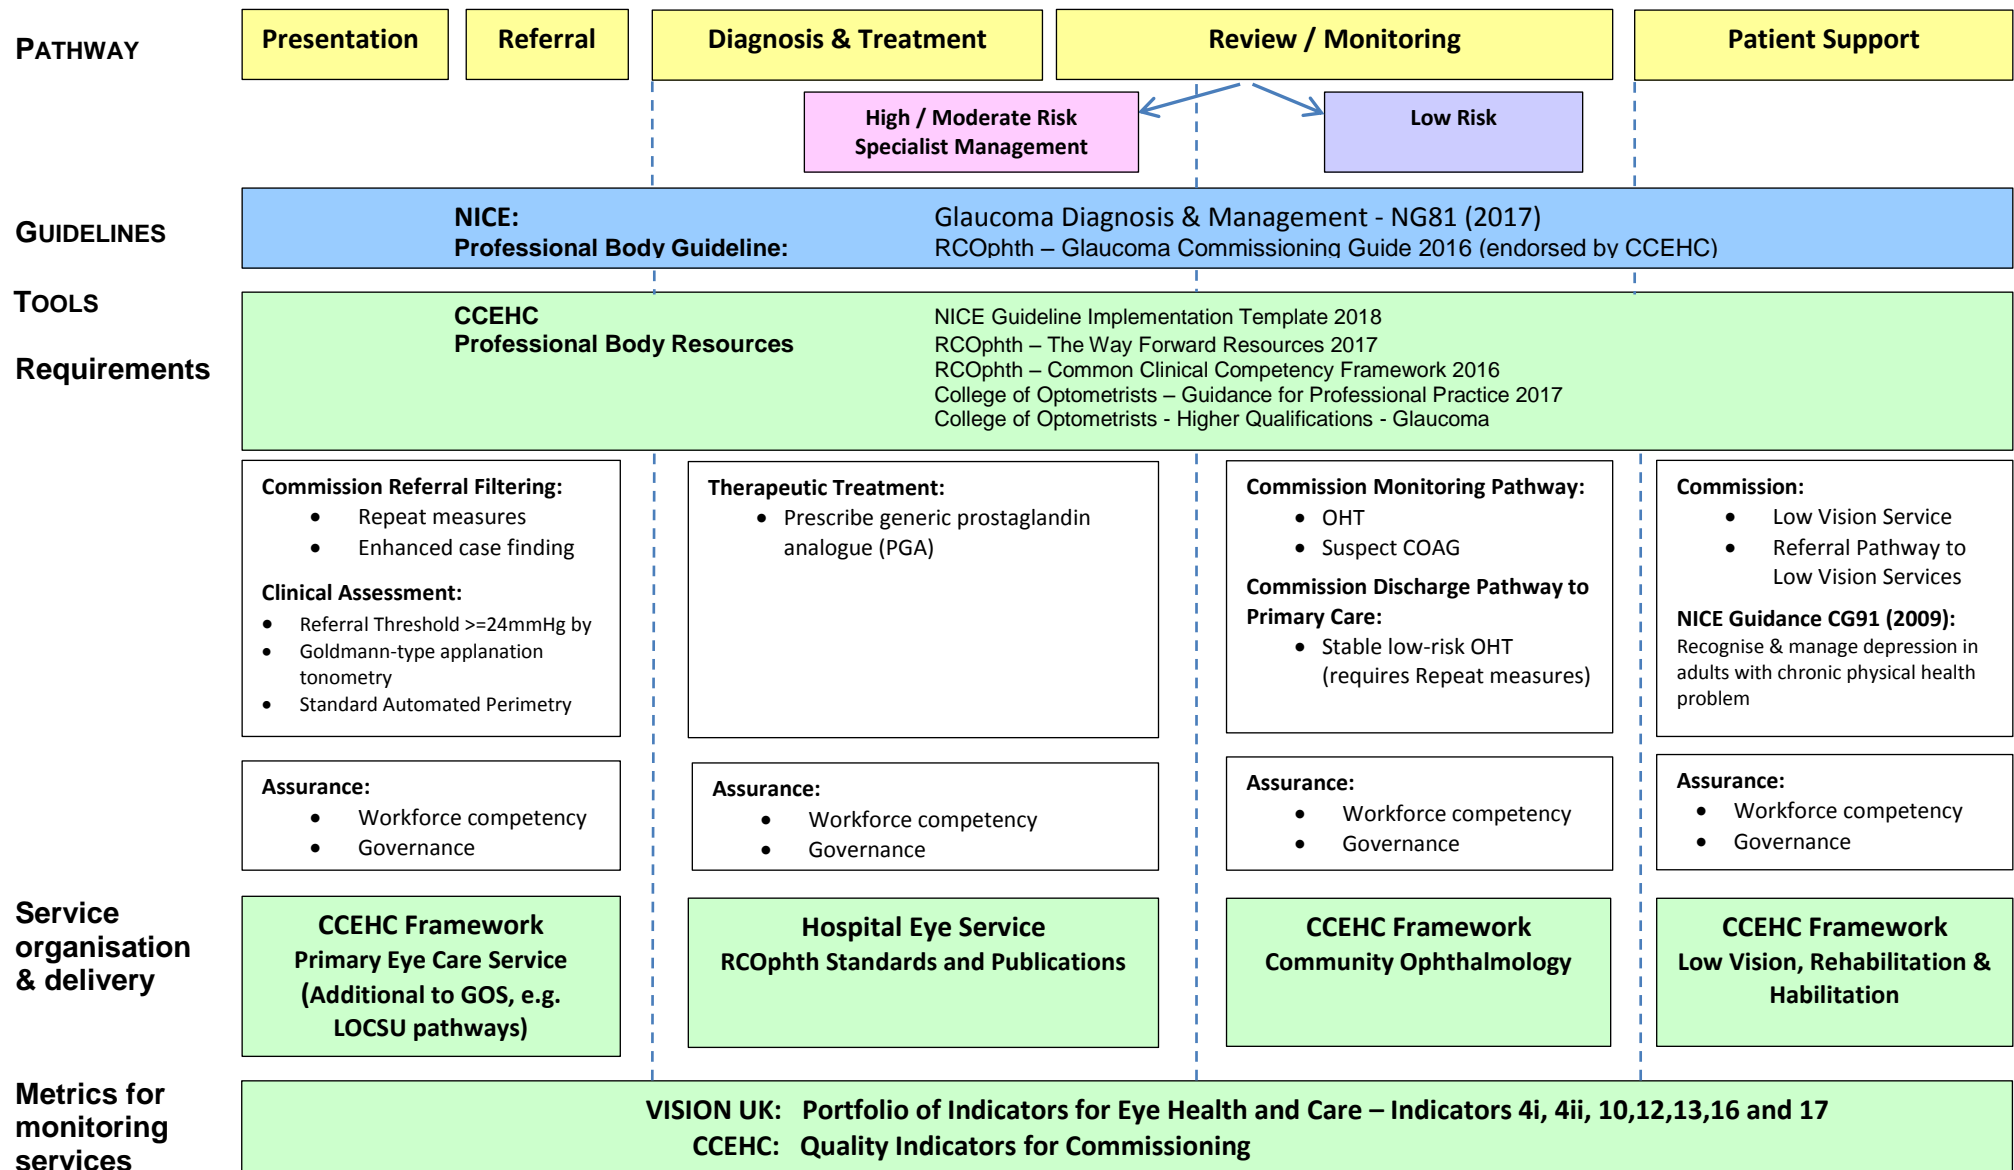 PATHWAY
Presentation
Referral
Diagnosis & Treatment
Review / Monitoring
Patient Support
High / Moderate Risk
Specialist Management
Low Risk
GUIDELINES
NICE:
Glaucoma Diagnosis & Management - NG81 (2017)
Professional Body Guideline:
RCOphth – Glaucoma Commissioning Guide 2016 (endorsed by CCEHC)
TOOLS
Requirements
CCEHC
NICE Guideline Implementation Template 2018
Professional Body Resources
RCOphth – The Way Forward Resources 2017
RCOphth – Common Clinical Competency Framework 2016
College of Optometrists – Guidance for Professional Practice 2017
College of Optometrists - Higher Qualifications - Glaucoma
Commission Referral Filtering:
• Repeat measures
• Enhanced case finding
Clinical Assessment:
• Referral Threshold >=24mmHg by
• Goldmann-type applanation
tonometry
• Standard Automated Perimetry
Therapeutic Treatment:
• Prescribe generic prostaglandin
analogue (PGA)
Commission Monitoring Pathway:
• OHT
• Suspect COAG
Commission Discharge Pathway to
Primary Care:
• Stable low-risk OHT
(requires Repeat measures)
Commission:
• Low Vision Service
• Referral Pathway to
Low Vision Services
NICE Guidance CG91 (2009):
Recognise & manage depression in
adults with chronic physical health
problem
Assurance:
• Workforce competency
• Governance
Assurance:
• Workforce competency
• Governance
Assurance:
• Workforce competency
• Governance
Assurance:
• Workforce competency
• Governance
Service
organisation
& delivery
CCEHC Framework
Primary Eye Care Service
(Additional to GOS, e.g.
LOCSU pathways)
Hospital Eye Service
RCOphth Standards and Publications
CCEHC Framework
Community Ophthalmology
CCEHC Framework
Low Vision, Rehabilitation &
Habilitation
Metrics for
monitoring
services
VISION UK: Portfolio of Indicators for Eye Health and Care – Indicators 4i, 4ii, 10,12,13,16 and 17
CCEHC: Quality Indicators for Commissioning